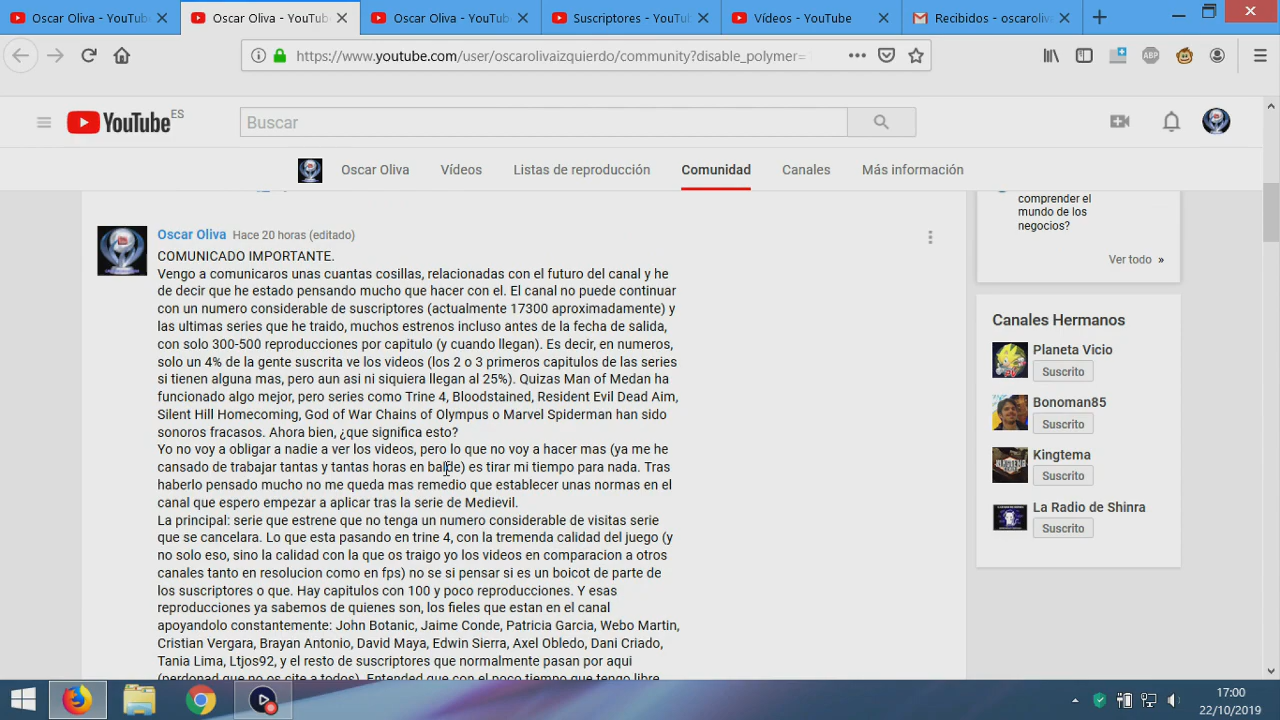 Oscar Oliva - YouTub
Oscar Oliva - YouTub
Oscar Oliva - YouTub
Suscriptores - YouTu
Vídeos - YouTube
Recibidos - oscaroliv
https://www.youtube.com/user/oscarolivaizquierdo/community?disable_polymer=
ABP
YouTube ES
Buscar
Oscar Oliva
Vídeos
Listas de reproducción
Comunidad
Canales
Más información
Oscar Oliva Hace 20 horas (editado)
COMUNICADO IMPORTANTE.
Vengo a comunicaros unas cuantas cosillas, relacionadas con el futuro del canal y he
de decir que he estado pensando mucho que hacer con el. El canal no puede continuar
con un numero considerable de suscriptores (actualmente 17300 aproximadamente) y
las ultimas series que he traido, muchos estrenos incluso antes de la fecha de salida,
con solo 300-500 reproducciones por capitulo (y cuando llegan). Es decir, en numeros,
solo un 4% de la gente suscrita ve los videos (los 2 o 3 primeros capitulos de las series
si tienen alguna mas, pero aun asi ni siquiera llegan al 25%). Quizas Man of Medan ha
funcionado algo mejor, pero series como Trine 4, Bloodstained, Resident Evil Dead Aim,
Silent Hill Homecoming, God of War Chains of Olympus o Marvel Spiderman han sido
sonoros fracasos. Ahora bien, ¿que significa esto?
Yo no voy a obligar a nadie a ver los videos, pero lo que no voy a hacer mas (ya me he
cansado de trabajar tantas y tantas horas en balde) es tirar mi tiempo para nada. Tras
haberlo pensado mucho no me queda mas remedio que establecer unas normas en el
canal que espero empezar a aplicar tras la serie de Medievil.
La principal: serie que estrene que no tenga un numero considerable de visitas serie
que se cancelara. Lo que esta pasando en trine 4, con la tremenda calidad del juego (y
no solo eso, sino la calidad con la que os traigo yo los videos en comparacion a otros
canales tanto en resolucion como en fps) no se si pensar si es un boicot de parte de
los suscriptores o que. Hay capitulos con 100 y poco reproducciones. Y esas
reproducciones ya sabemos de quienes son, los fieles que estan en el canal
apoyandolo constantemente: John Botanic, Jaime Conde, Patricia Garcia, Webo Martin,
Cristian Vergara, Brayan Antonio, David Maya, Edwin Sierra, Axel Obledo, Dani Criado,
Tania Lima, Ltjos92, y el resto de suscriptores que normalmente pasan por aqui
(perdonad que no os cite a todos). Entended que con el poco tiempo que tengo libre
comprender el
mundo de los
negocios?
Ver todo »
Canales Hermanos
Planeta Vicio
Suscrito
Bonoman85
Suscrito
Kingtema
Suscrito
La Radio de Shinra
Suscrito
17:00
22/10/2019